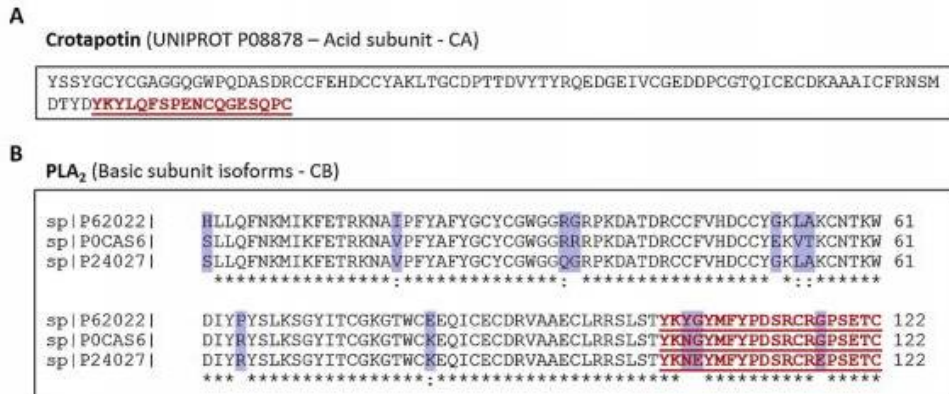 A
Crotapotin (UNIPROT P08878 – Acid subunit - CA)
YSSYGCYCGAGGQGWPQDASDRCCFEHDCCYAKLTGCDPTTDVYTYRQEDGEIVCGEDDPCGTQICECDKAAAICFRNSM
DTYDYKYLQFSPENCQGESQPC
B
PLA2 (Basic subunit isoforms - CB)
sp|P62022| HLLQFNKMIKFETRKNAIPFYAFYGCYCGWGGRGRPKDATDRCCFVHDCCYGKLAKCNTKW 61
sp|P0CAS6| SLLQFNKMIKFETRKNAVPFYAFYGCYCGWGGRRRPKDATDRCCFVHDCCYEKVTKCNTKW 61
sp|P24027| SLLQFNKMIKFETRKNAVPFYAFYGCYCGWGGQGRPKDATDRCCFVHDCCYGKLAKCNTKW 61
****************:**************: ***************** *::*******
sp|P62022| DIYPYSLKSGYITCGKGTWCEEQICECDRVAAECLRRSLSTYKYGYMFYPDSRCRGPSETC 122
sp|P0CAS6| DIYRYSLKSGYITCGKGTWCKEQICECDRVAAECLRRSLSTYKNGYMFYPDSRCRGPSETC 122
sp|P24027| DIYRYSLKSGYITCGKGTWCKEQICECDRVAAECLRRSLSTYKNEYMFYPDSRCREPSETC 122
*** ****************:********************** ********** *****